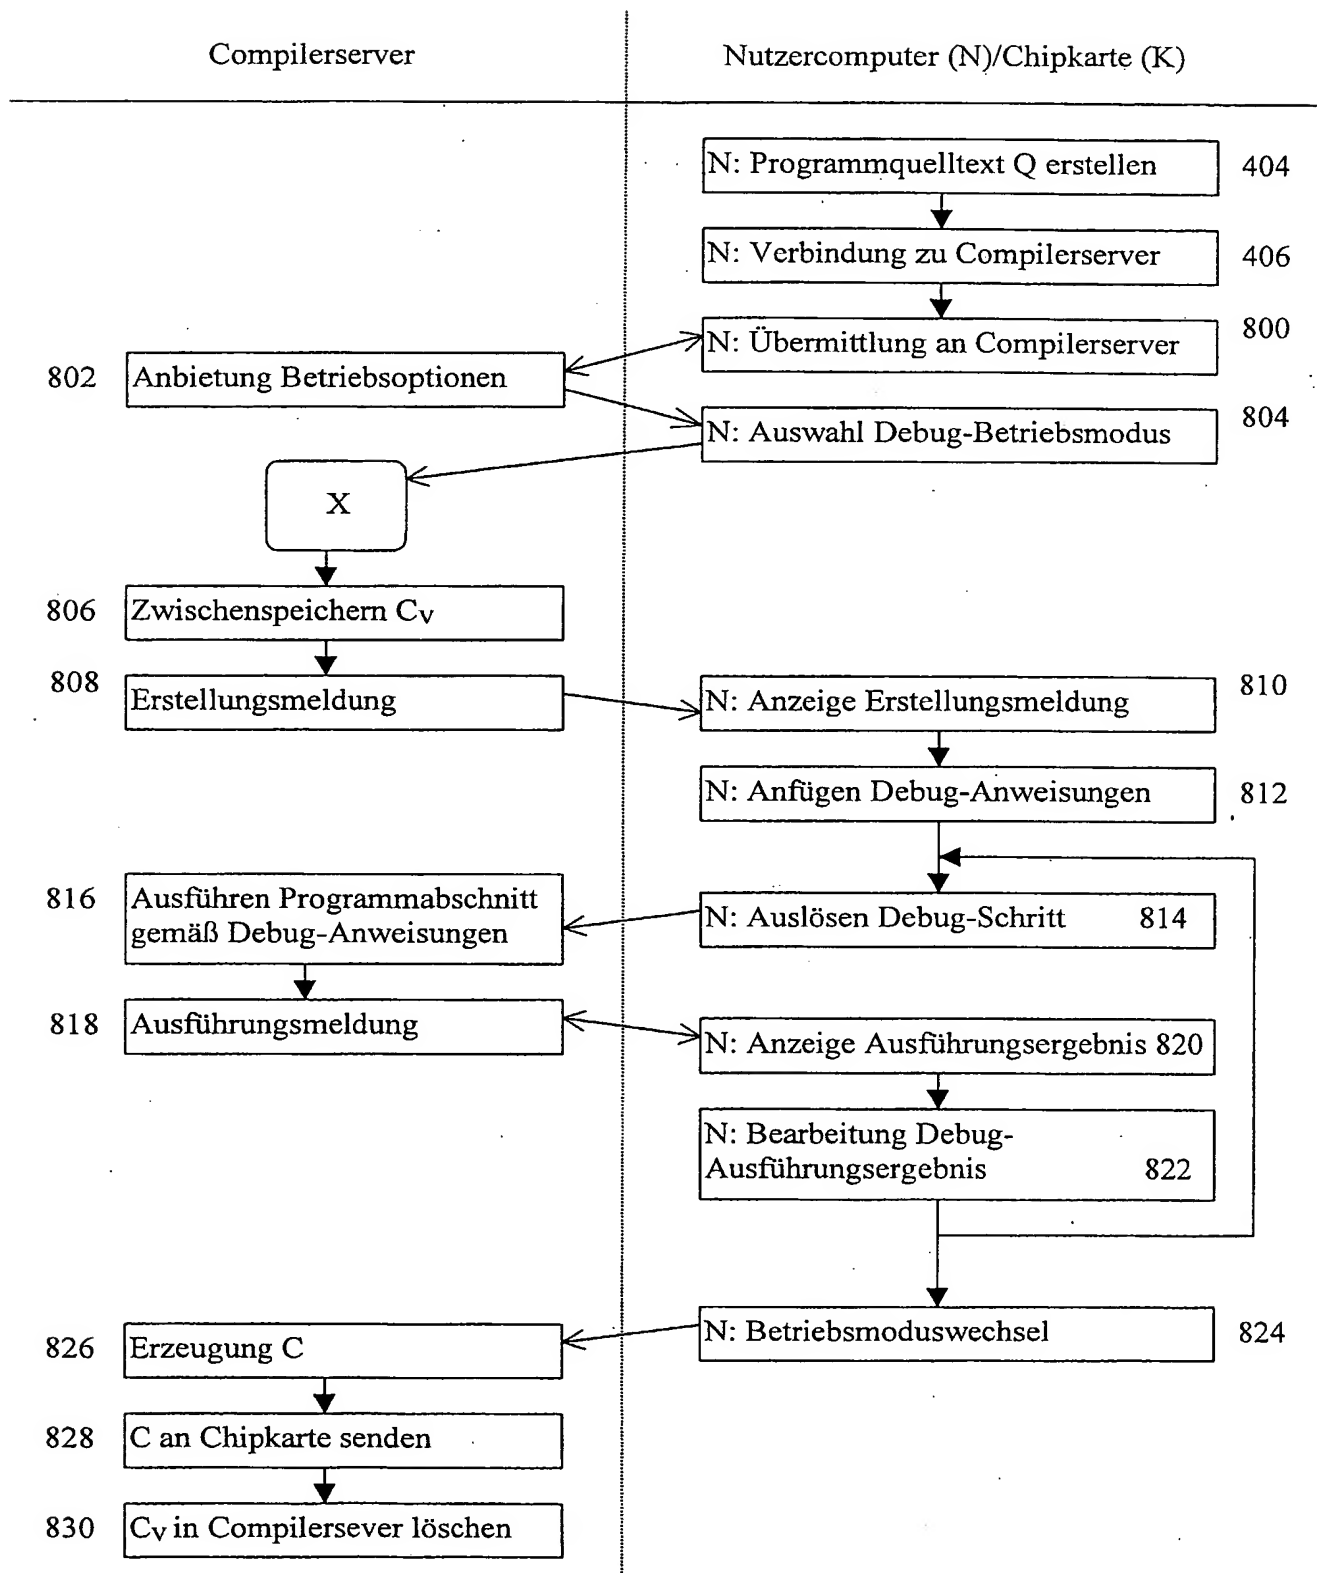 Compilerserver
Nutzercomputer (N)/Chipkarte (K)
N: Programmquelltext Q erstellen 404
N: Verbindung zu Compilerserver 406
N: Übermittlung an Compilerserver 800
802 Anbietung Betriebsoptionen
N: Auswahl Debug-Betriebsmodus 804
X
806 Zwischenspeichern Cv
808 Erstellungsmeldung
N: Anzeige Erstellungsmeldung 810
N: Anfügen Debug-Anweisungen 812
816 Ausführen Programmabschnitt
gemäß Debug-Anweisungen
N: Auslösen Debug-Schritt 814
818 Ausführungsmeldung
N: Anzeige Ausführungsergebnis 820
N: Bearbeitung Debug-
Ausführungsergebnis 822
N: Betriebsmoduswechsel 824
826 Erzeugung C
828 C an Chipkarte senden
830 Cv in Compilersever löschen